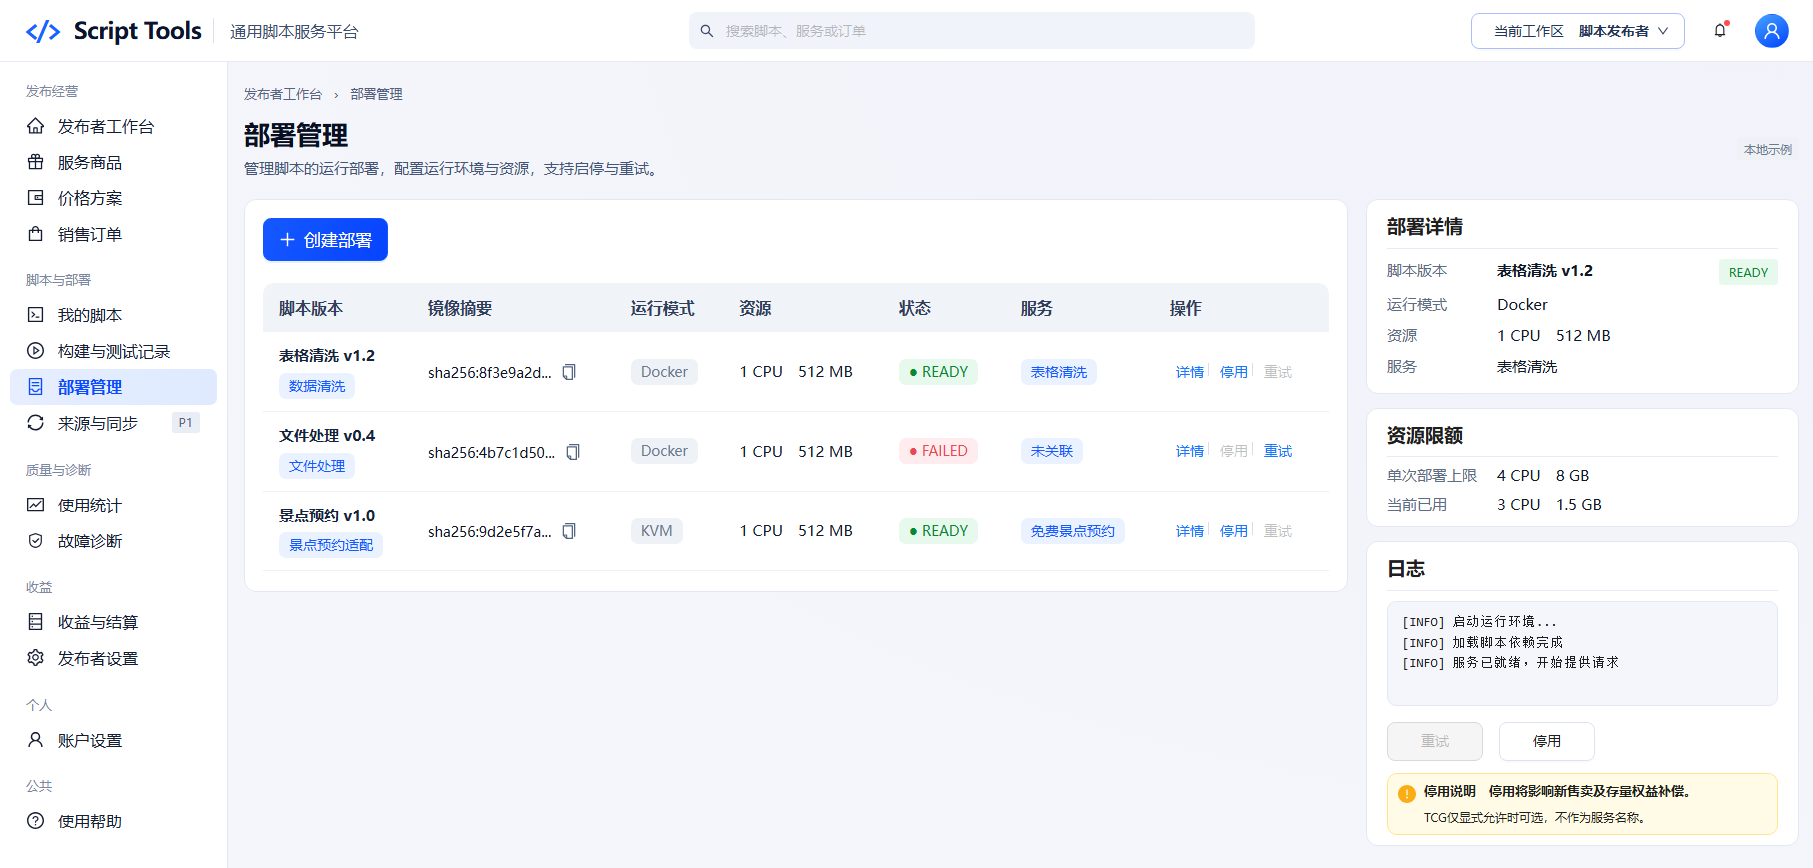 Script Tools
通用脚本服务平台
搜索脚本、服务或订单
当前工作区 脚本发布者
发布经营
发布者工作台
服务商品
价格方案
销售订单
脚本与部署
我的脚本
构建与测试记录
部署管理
来源与同步 P1
质量与诊断
使用统计
故障诊断
收益
收益与结算
发布者设置
个人
账户设置
公共
使用帮助
发布者工作台 › 部署管理
部署管理
管理脚本的运行部署，配置运行环境与资源，支持启停与重试。
本地示例
创建部署
脚本版本 镜像摘要 运行模式 资源 状态 服务 操作
表格清洗 v1.2
数据清洗
sha256:8f3e9a2d... Docker 1 CPU 512 MB READY 表格清洗 详情 停用 重试
文件处理 v0.4
文件处理
sha256:4b7c1d50... Docker 1 CPU 512 MB FAILED 未关联 详情 停用 重试
景点预约 v1.0
景点预约适配
sha256:9d2e5f7a... KVM 1 CPU 512 MB READY 免费景点预约 详情 停用 重试
部署详情
脚本版本 表格清洗 v1.2 READY
运行模式 Docker
资源 1 CPU 512 MB
服务 表格清洗
资源限额
单次部署上限 4 CPU 8 GB
当前已用 3 CPU 1.5 GB
日志
[INFO] 启动运行环境...
[INFO] 加载脚本依赖完成
[INFO] 服务已就绪，开始提供请求
重试 停用
停用说明 停用将影响新售卖及存量权益补偿。
TCG仅显式允许时可选，不作为服务名称。